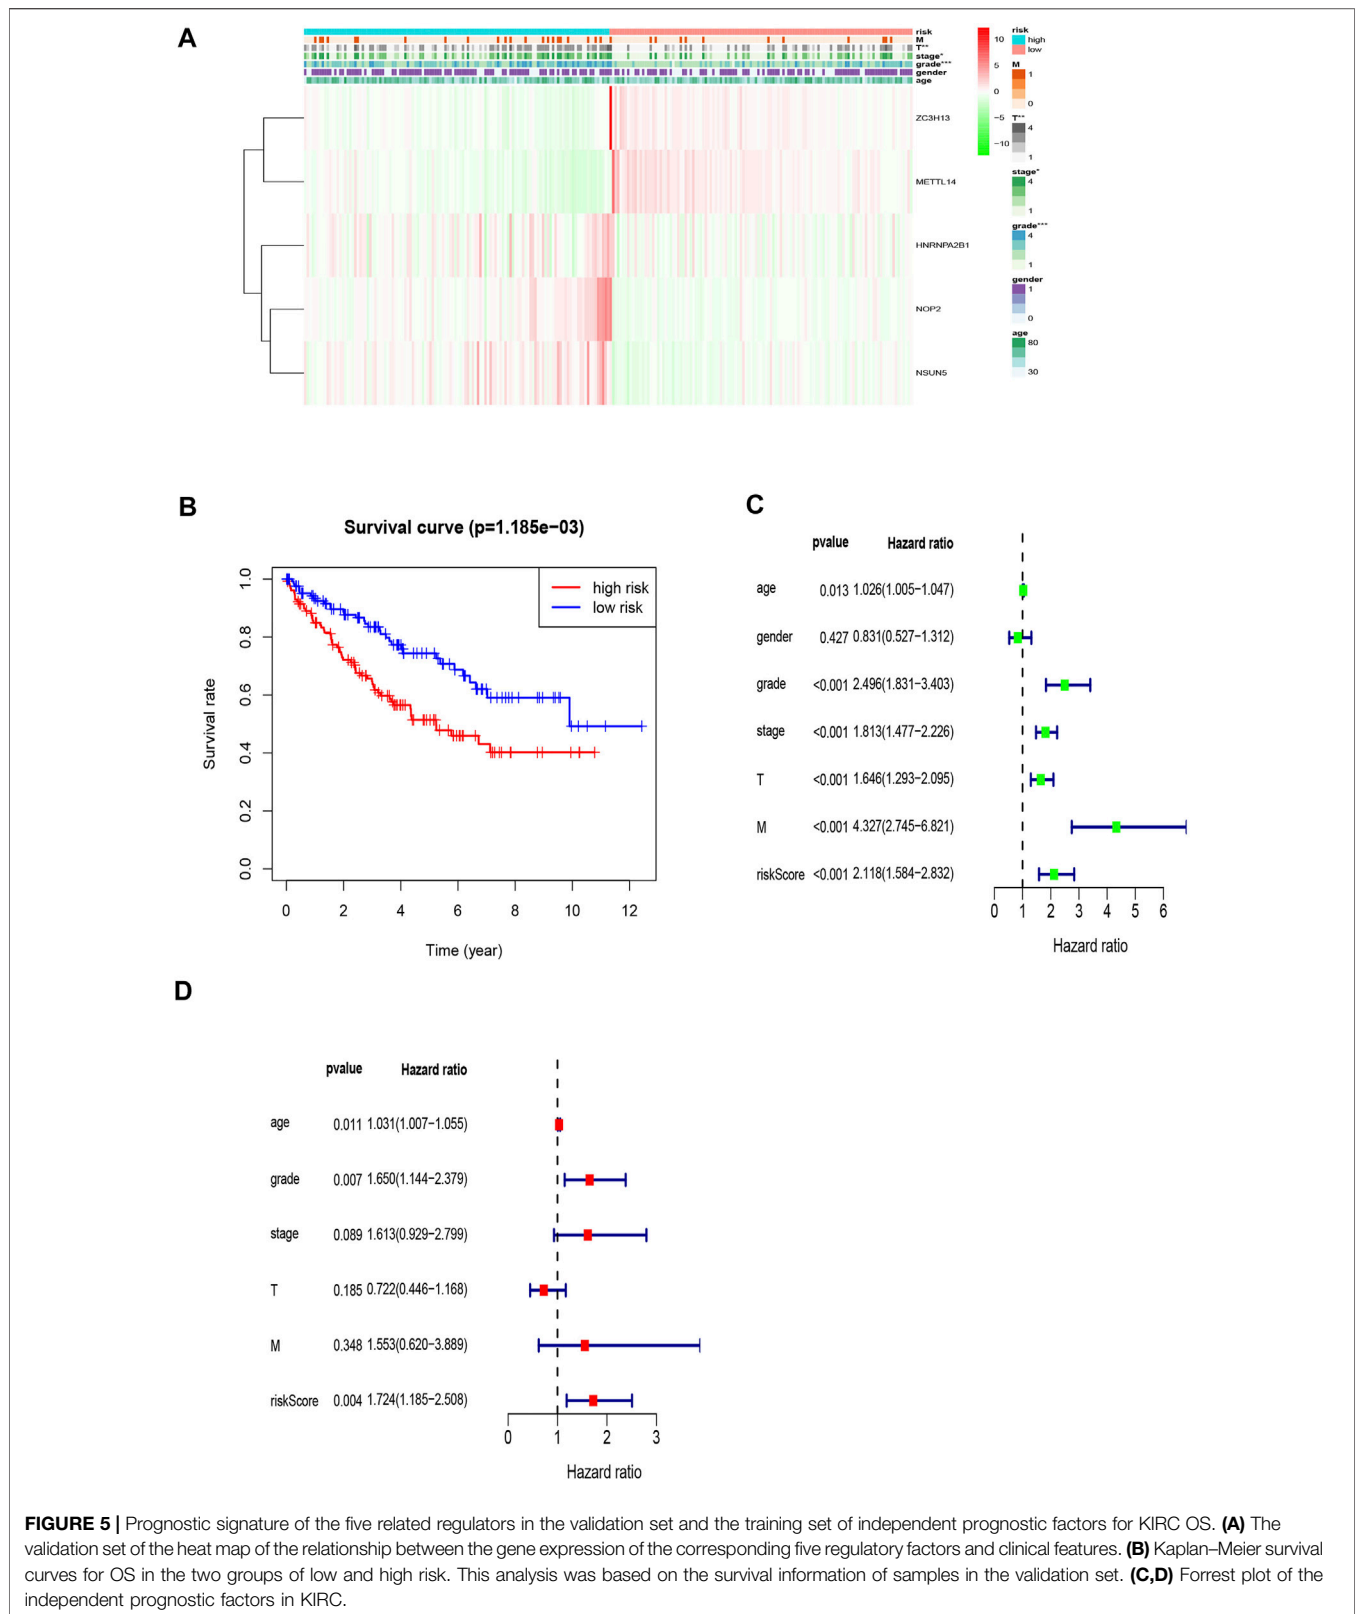 A
risk
M
T**
stage*
grade***
gender
age
ZC3H13
METTL14
HNRNPA2B1
NOP2
NSUN5
10
5
0
−5
−10
risk
high
low
M
1
0
T**
4
1
stage*
4
1
grade***
4
1
gender
1
0
age
80
30
B
Survival curve (p=1.185e−03)
high risk
low risk
Survival rate
1.0
0.8
0.6
0.4
0.2
0.0
0 2 4 6 8 10 12
Time (year)
C
pvalue Hazard ratio
age 0.013 1.026(1.005−1.047)
gender 0.427 0.831(0.527−1.312)
grade <0.001 2.496(1.831−3.403)
stage <0.001 1.813(1.477−2.226)
T <0.001 1.646(1.293−2.095)
M <0.001 4.327(2.745−6.821)
riskScore <0.001 2.118(1.584−2.832)
0 1 2 3 4 5 6
Hazard ratio
D
pvalue Hazard ratio
age 0.011 1.031(1.007−1.055)
grade 0.007 1.650(1.144−2.379)
stage 0.089 1.613(0.929−2.799)
T 0.185 0.722(0.446−1.168)
M 0.348 1.553(0.620−3.889)
riskScore 0.004 1.724(1.185−2.508)
0 1 2 3
Hazard ratio
FIGURE 5 | Prognostic signature of the five related regulators in the validation set and the training set of independent prognostic factors for KIRC OS. (A) The
validation set of the heat map of the relationship between the gene expression of the corresponding five regulatory factors and clinical features. (B) Kaplan–Meier survival
curves for OS in the two groups of low and high risk. This analysis was based on the survival information of samples in the validation set. (C,D) Forrest plot of the
independent prognostic factors in KIRC.